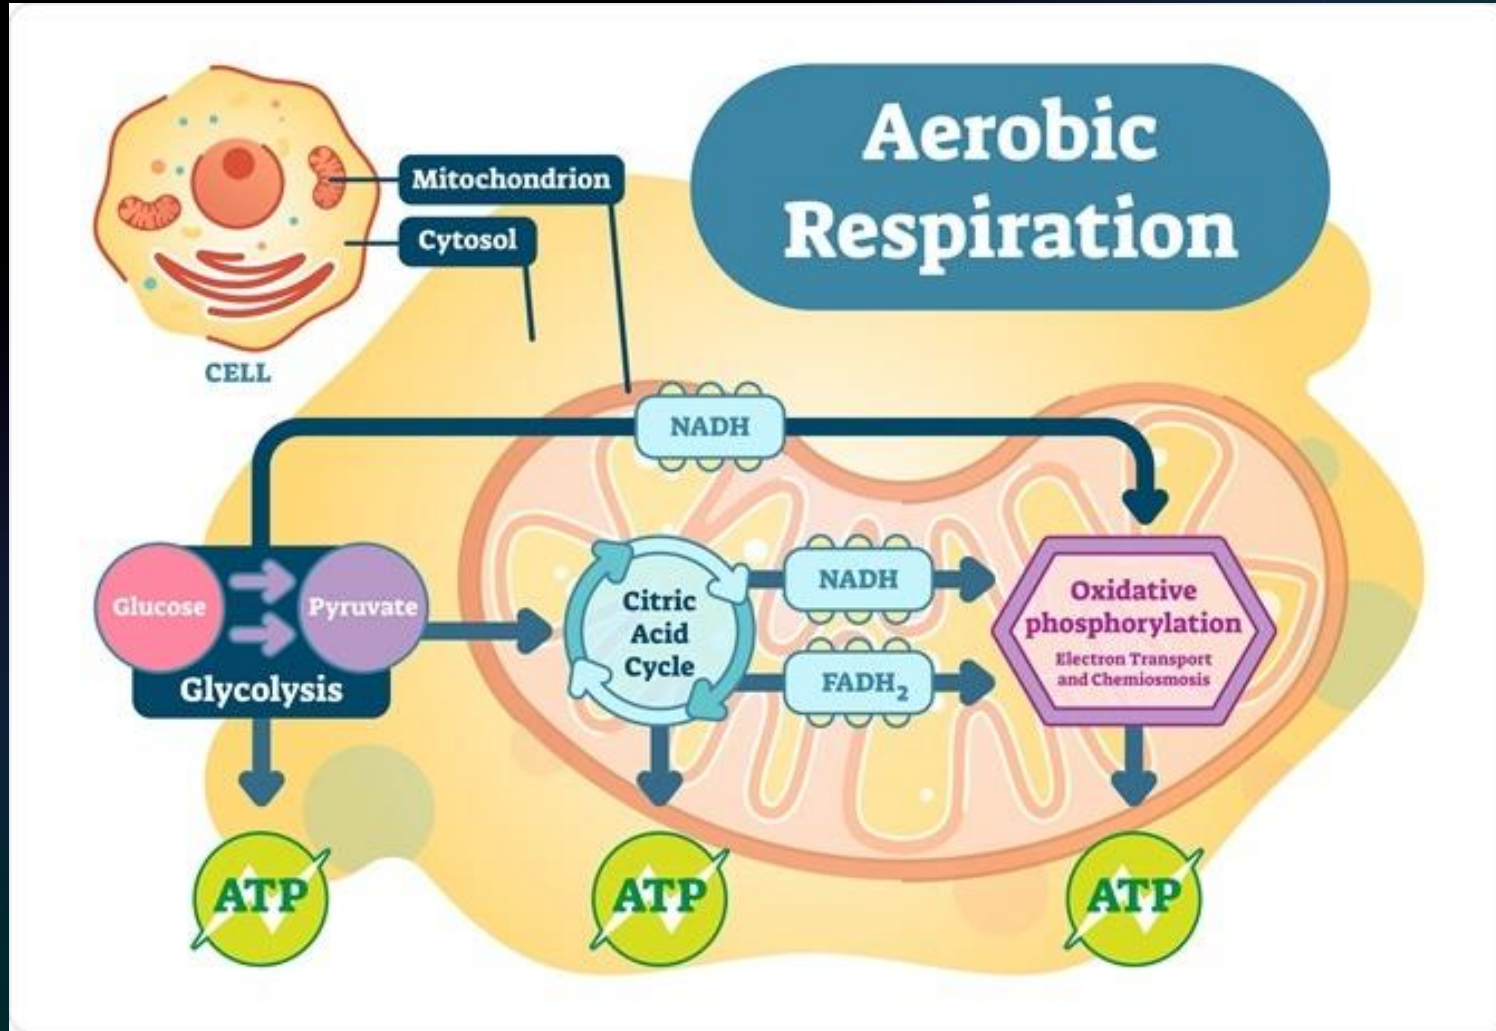 Aerobic
Respiration
Mitochondrion
Cytosol
CELL
NADH
Glucose
Pyruvate
Glycolysis
Citric
Acid
Cycle
NADH
FADH₂
Oxidative
phosphorylation
Electron Transport
and Chemiosmosis
ATP
ATP
ATP